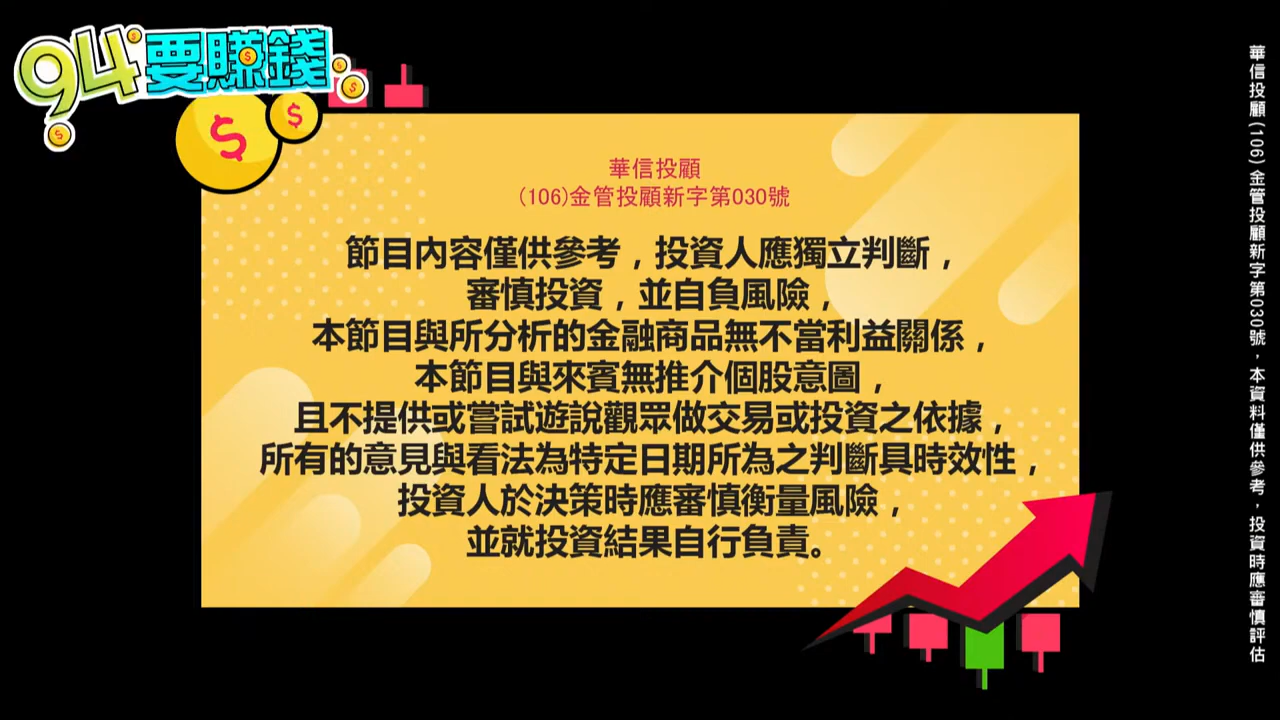 94要賺錢
華信投顧
(106)金管投顧新字第030號
節目內容僅供參考，投資人應獨立判斷，
審慎投資，並自負風險，
本節目與所分析的金融商品無不當利益關係，
本節目與來賓無推介個股意圖，
且不提供或嘗試遊說觀眾做交易或投資之依據，
所有的意見與看法為特定日期所為之判斷具時效性，
投資人於決策時應審慎衡量風險，
並就投資結果自行負責。
華信投顧(106)金管投顧新字第030號，本資料僅供參考，投資時應審慎評估